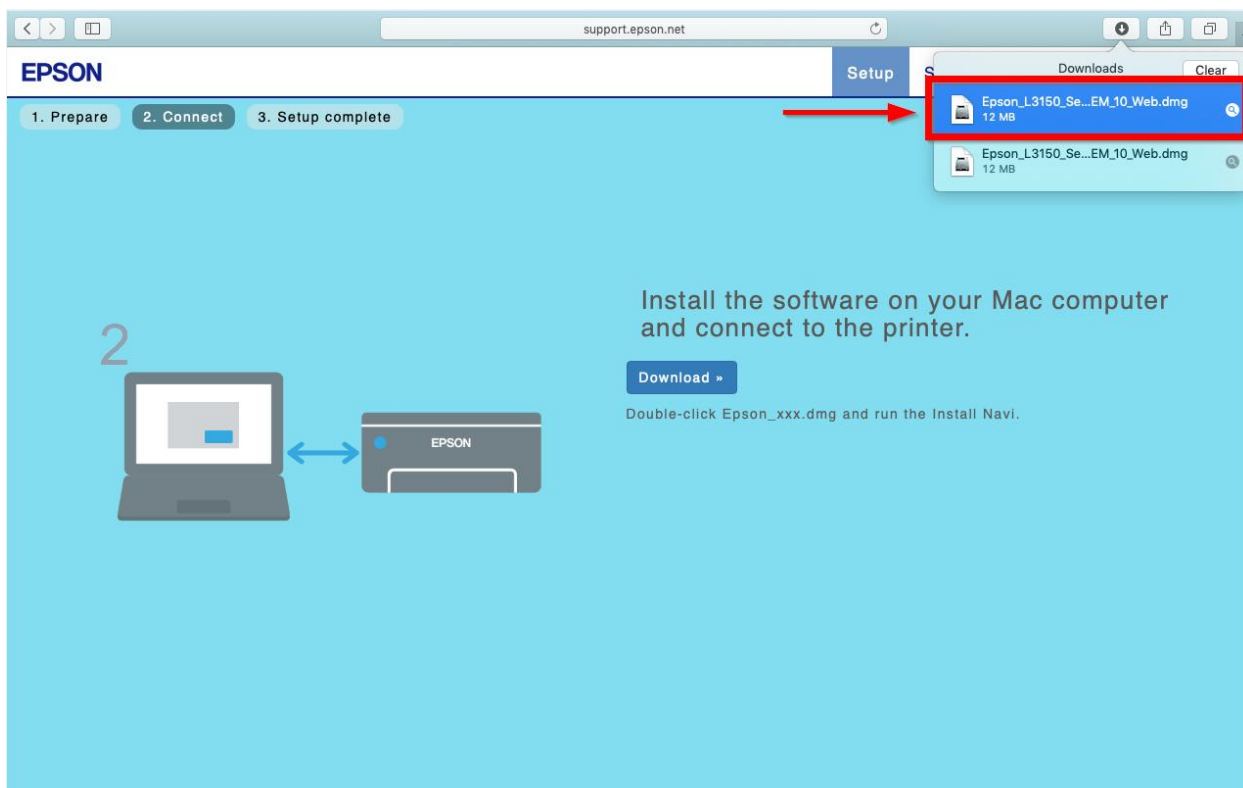 support.epson.net
EPSON
Setup
S
Downloads
Clear
1. Prepare
2. Connect
3. Setup complete
Epson_L3150_Se...EM_10_Web.dmg
12 MB
Epson_L3150_Se...EM_10_Web.dmg
12 MB
Install the software on your Mac computer
and connect to the printer.
2
Download »
Double-click Epson_xxx.dmg and run the Install Navi.
EPSON